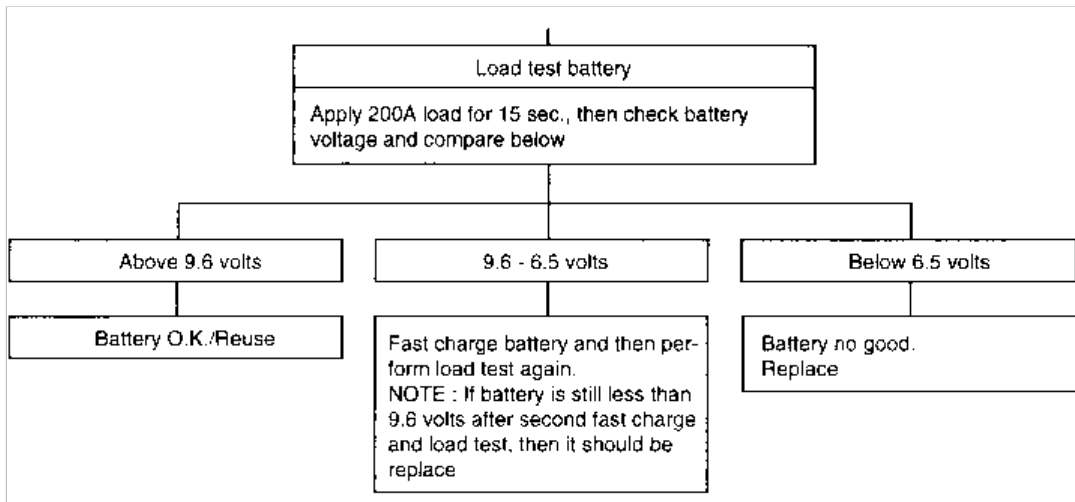 Load test battery
Apply 200A load for 15 sec., then check battery
voltage and compare below
Above 9.6 volts
9.6 - 6.5 volts
Below 6.5 volts
Battery O.K./Reuse
Fast charge battery and then per-
form load test again.
NOTE : If battery is still less than
9.6 volts after second fast charge
and load test, then it should be
replace
Battery no good.
Replace